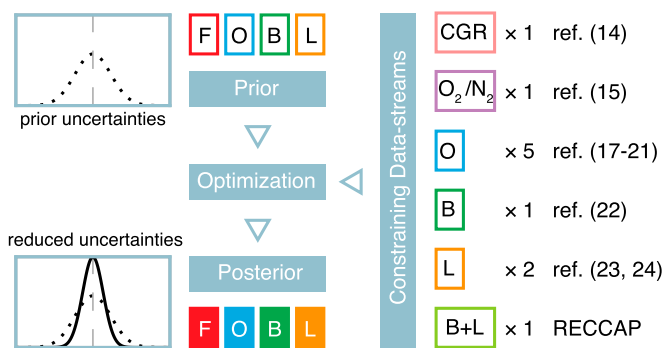 F O B L
Prior
prior uncertainties
Optimization
reduced uncertainties
Posterior
F O B L
Constraining Data-streams
CGR × 1 ref. (14)
O₂/N₂ × 1 ref. (15)
O × 5 ref. (17-21)
B × 1 ref. (22)
L × 2 ref. (23, 24)
B+L × 1 RECCAP